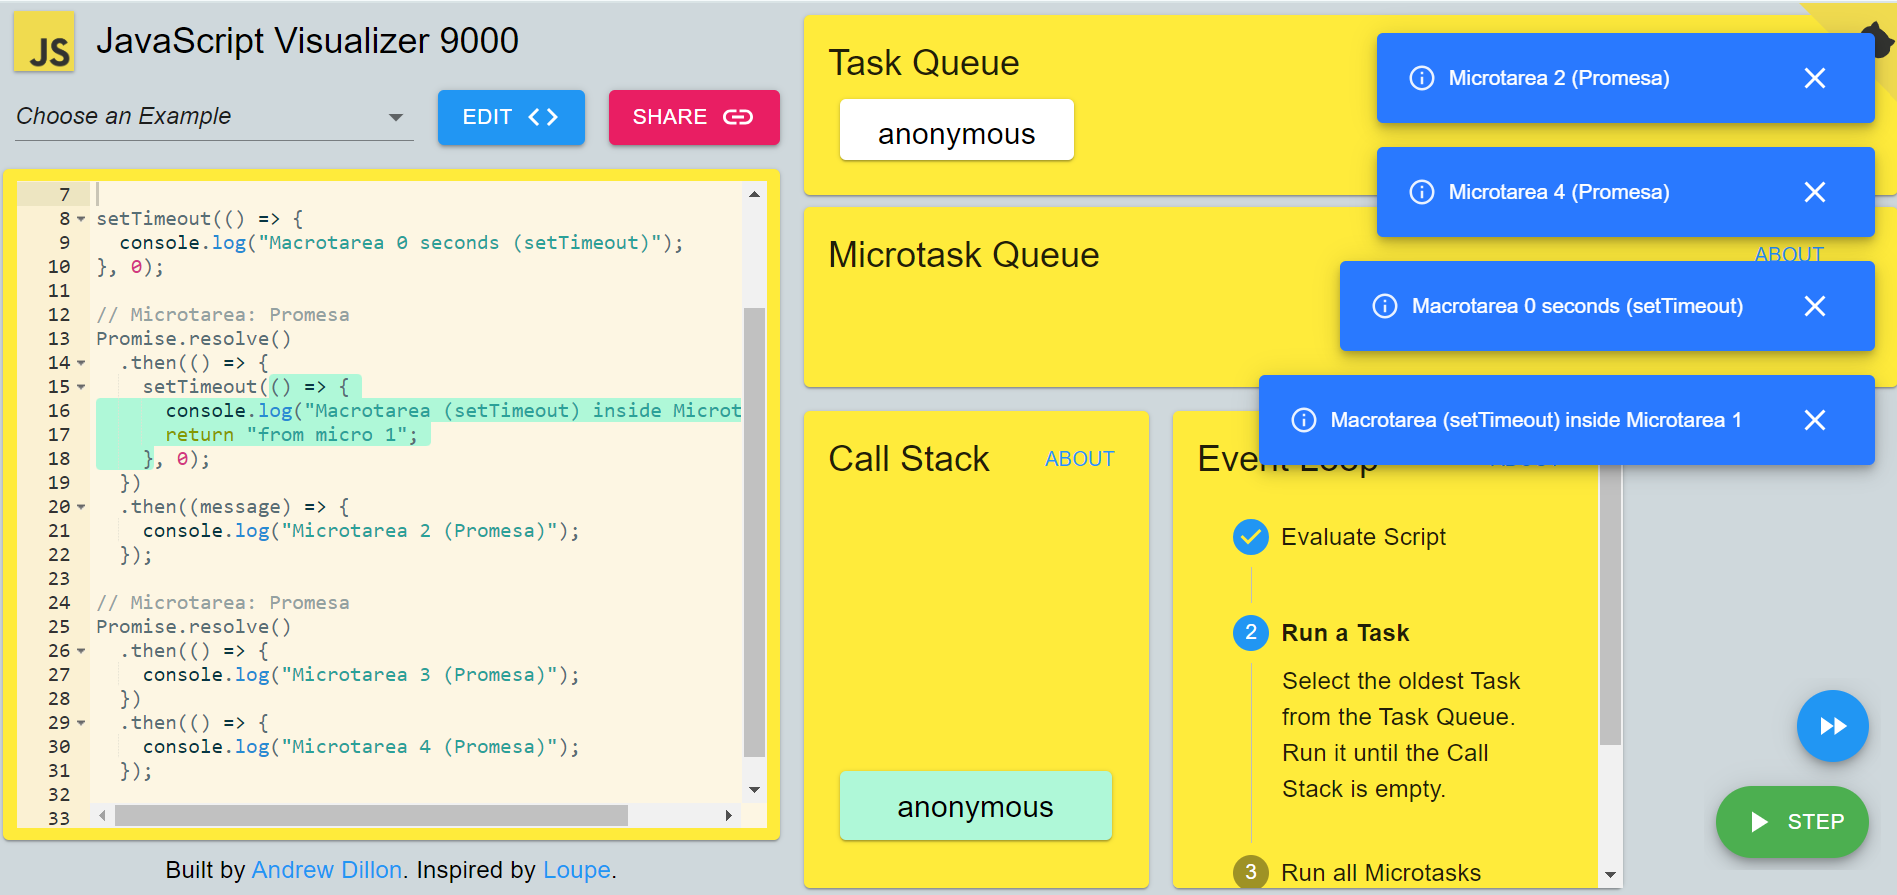 JS JavaScript Visualizer 9000
Choose an Example
EDIT
SHARE
7
8 setTimeout(() => {
9 console.log("Macrotarea 0 seconds (setTimeout)");
10 }, 0);
11
12 // Microtarea: Promesa
13 Promise.resolve()
14 .then(() => {
15 setTimeout(() => {
16 console.log("Macrotarea (setTimeout) inside Microt
17 return "from micro 1";
18 }, 0);
19 })
20 .then((message) => {
21 console.log("Microtarea 2 (Promesa)");
22 });
23
24 // Microtarea: Promesa
25 Promise.resolve()
26 .then(() => {
27 console.log("Microtarea 3 (Promesa)");
28 })
29 .then(() => {
30 console.log("Microtarea 4 (Promesa)");
31 });
32
33
Built by Andrew Dillon. Inspired by Loupe.
Task Queue
anonymous
Microtask Queue
ABOUT
Microtarea 2 (Promesa)
Microtarea 4 (Promesa)
Macrotarea 0 seconds (setTimeout)
Macrotarea (setTimeout) inside Microtarea 1
Call Stack
ABOUT
anonymous
Event Loop
ABOUT
Evaluate Script
2 Run a Task
Select the oldest Task
from the Task Queue.
Run it until the Call
Stack is empty.
3 Run all Microtasks
STEP